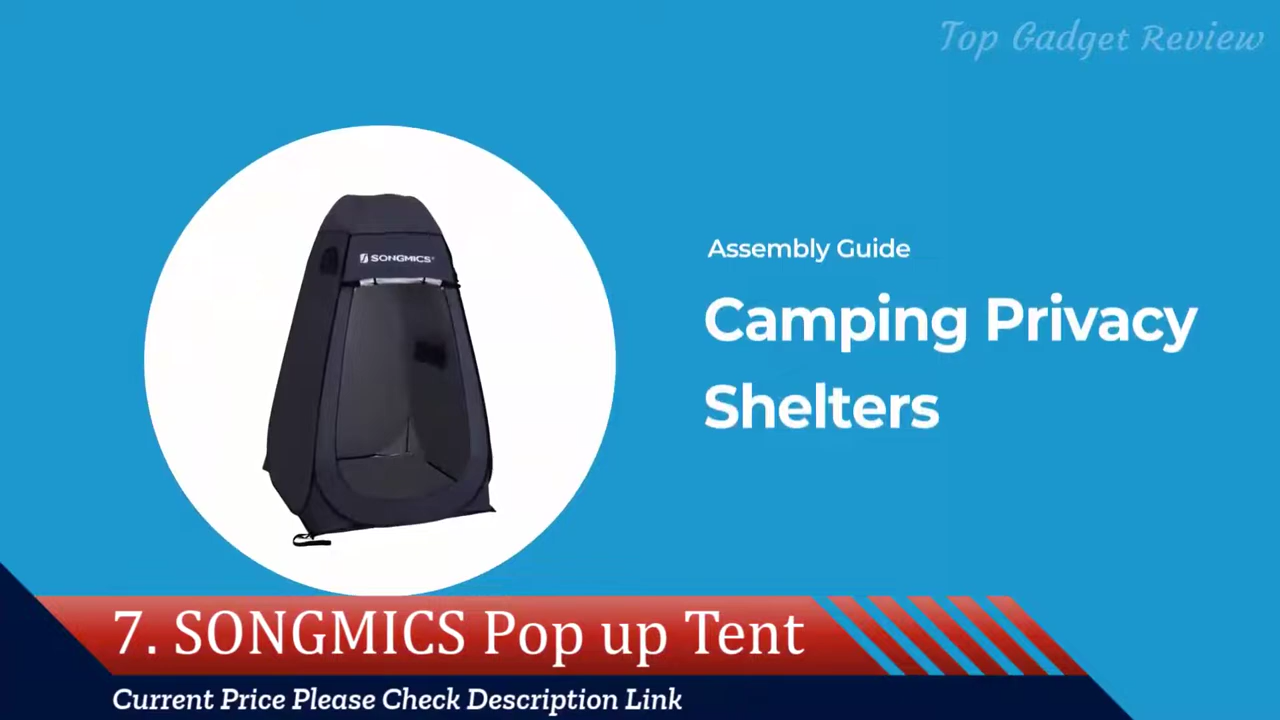 Top Gadget Review
SONGMICS
Assembly Guide
Camping Privacy
Shelters
7. SONGMICS Pop up Tent
Current Price Please Check Description Link